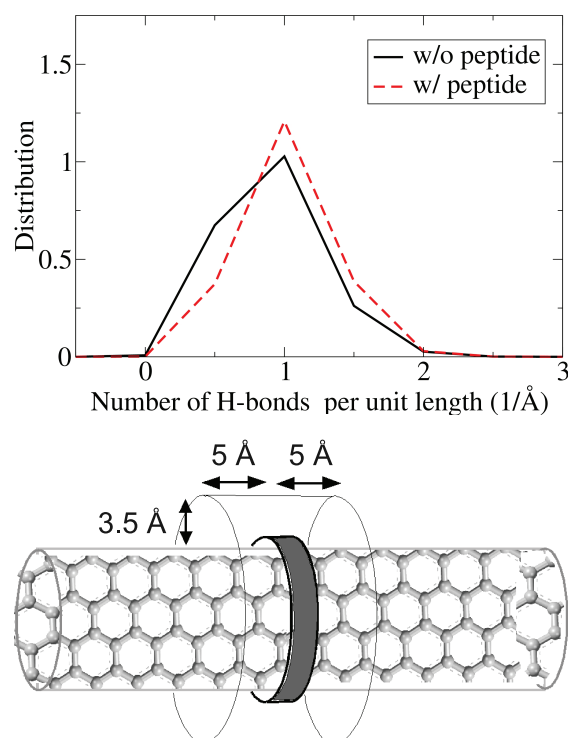 1.5
w/o peptide
w/ peptide
1
Distribution
0.5
0
0 1 2 3
Number of H-bonds per unit length (1/Å)
5 Å 5 Å
3.5 Å